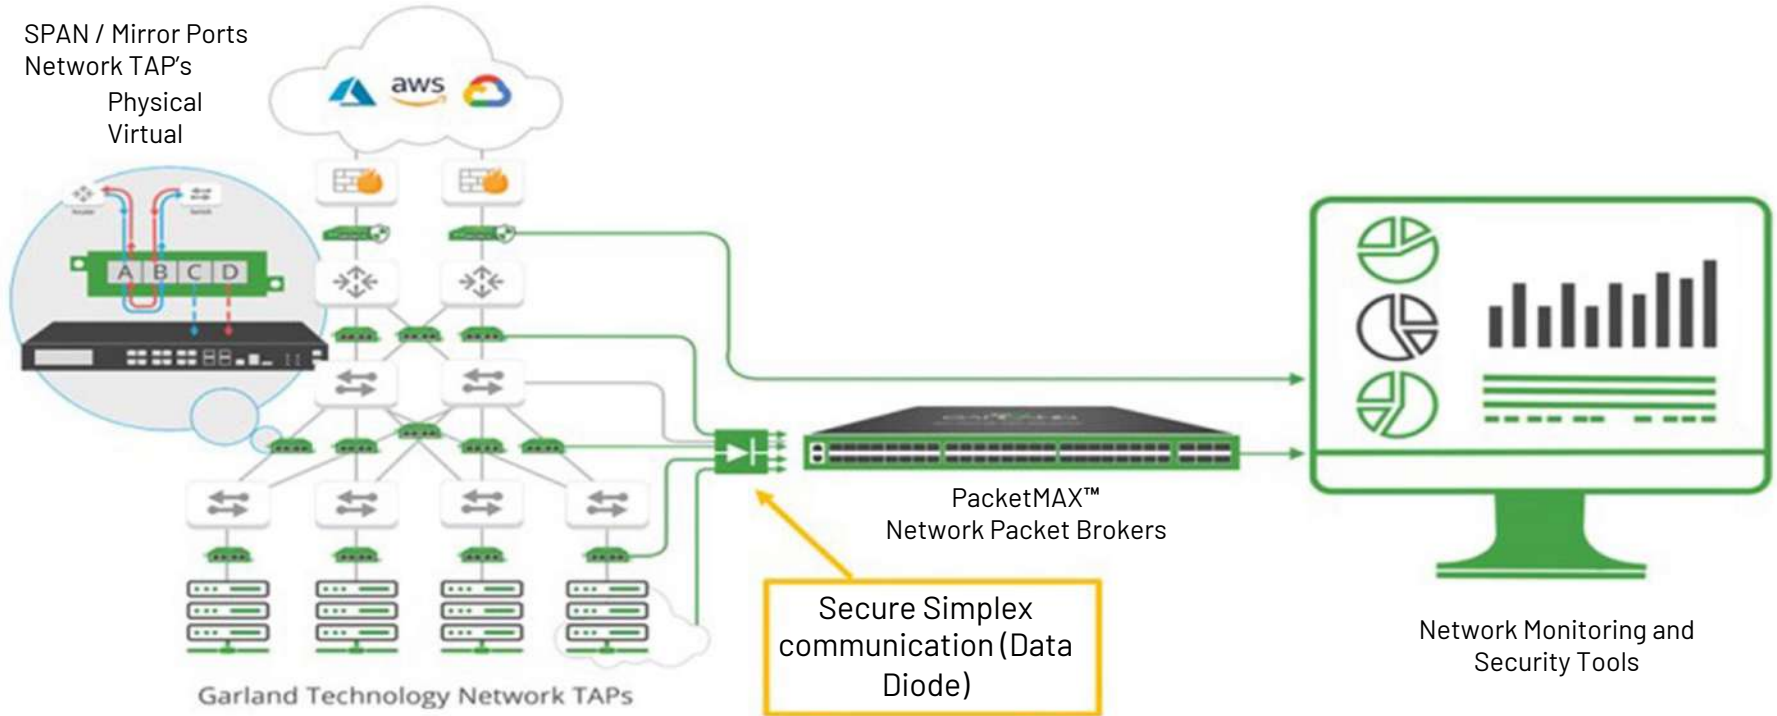 SPAN / Mirror Ports
Network TAP's
Physical
Virtual
aws
A B C D
PacketMAX™
Network Packet Brokers
Secure Simplex
communication (Data
Diode)
Network Monitoring and
Security Tools
Garland Technology Network TAPs